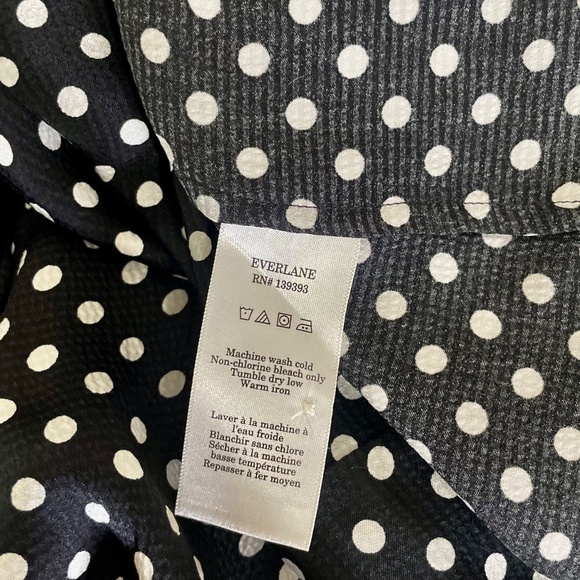 EVERLANE
RN# 139393
Machine wash cold
Non-chlorine bleach only
Tumble dry low
Warm iron
Laver à la machine à
l'eau froide
Blanchir sans chlore
Sécher à la machine
basse température
Repasser à fer moyen